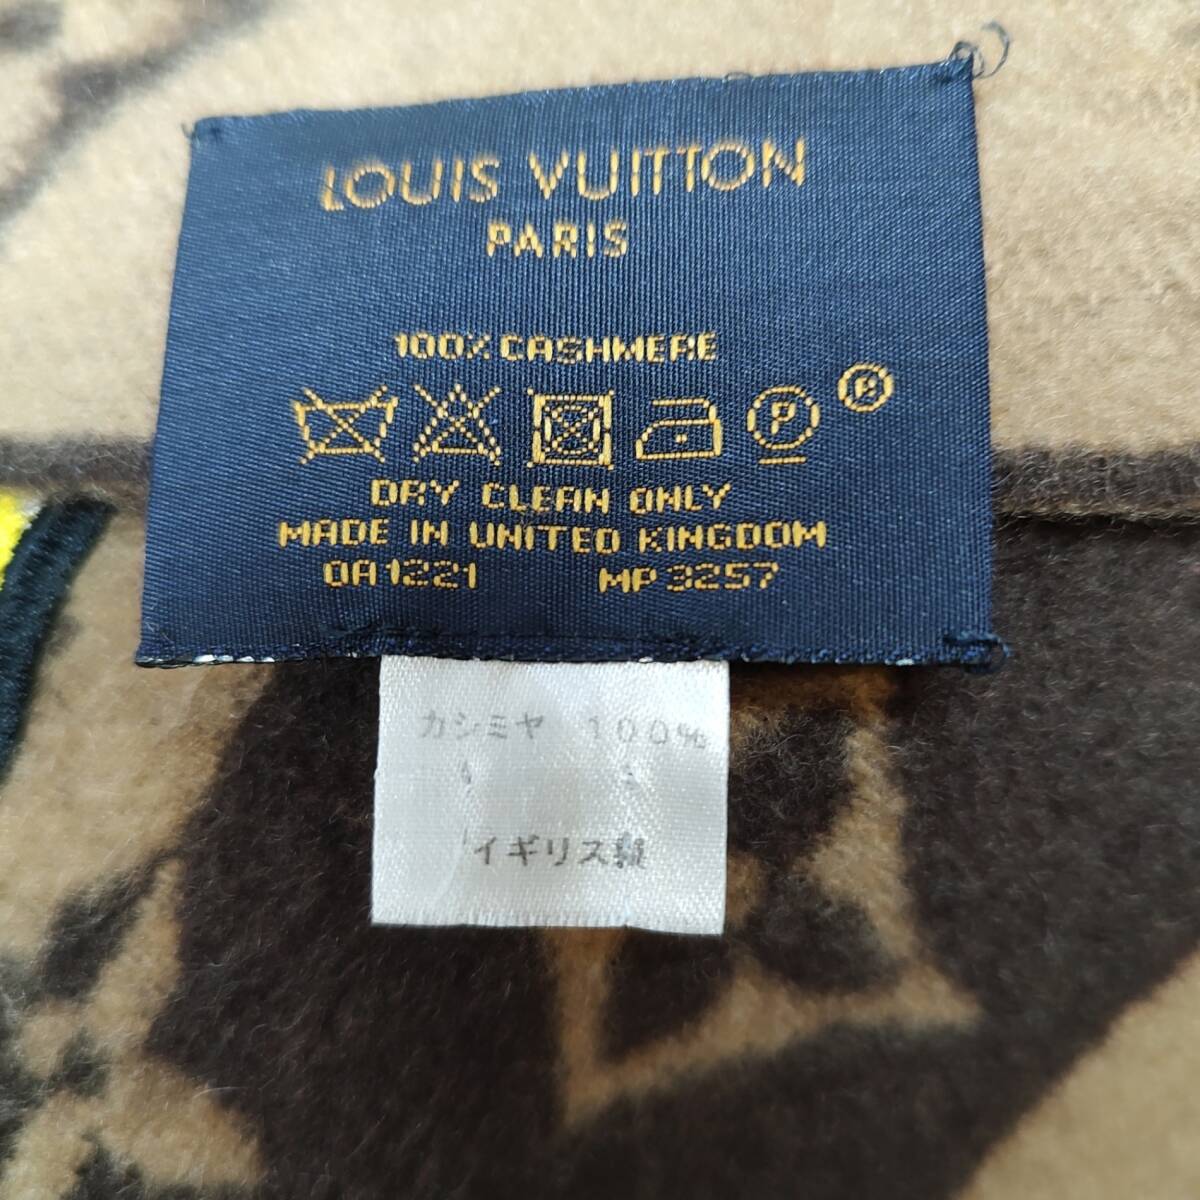 LOUIS VUITTON
PARIS
100% CASHMERE
P
®
DRY CLEAN ONLY
MADE IN UNITED KINGDOM
OA1221 MP3257
カシミヤ 100%
イギリス製